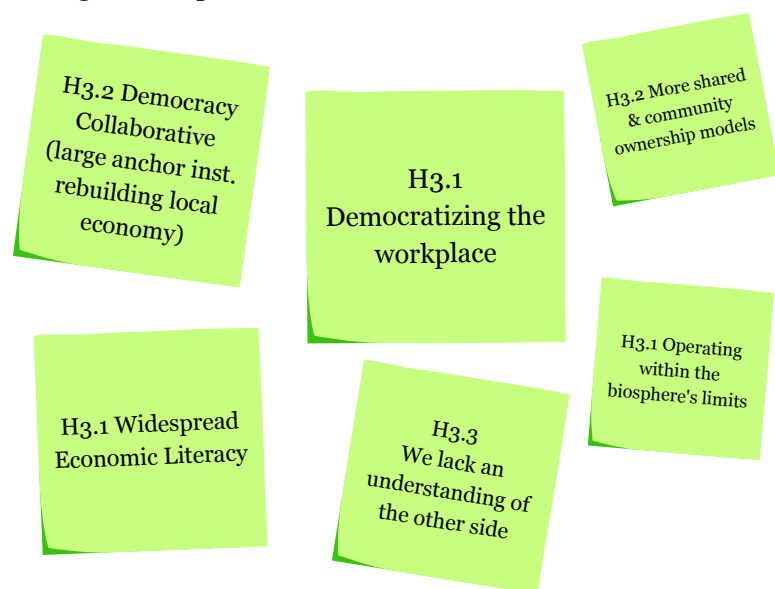 H3.2 Democracy
Collaborative
(large anchor inst.
rebuilding local
economy)
H3.1
Democratizing the
workplace
H3.2 More shared
& community
ownership models
H3.1 Widespread
Economic Literacy
H3.3
We lack an
understanding of
the other side
H3.1 Operating
within the
biosphere's limits